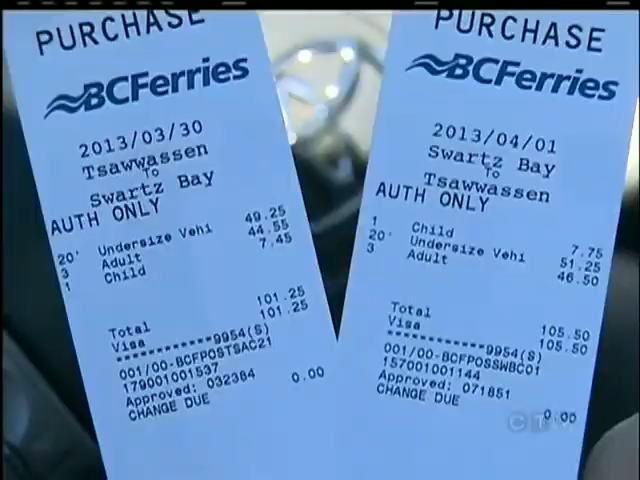 PURCHASE
BCFerries
2013/03/30
Tsawwassen
To
Swartz Bay
AUTH ONLY
20' Undersize Vehi 49.25
3 Adult 44.55
1 Child 7.45
Total 101.25
Visa 101.25
************9954(S)
001/00-BCFPOSTSAC21
179001001537
Approved: 032384
CHANGE DUE 0.00
PURCHASE
BCFerries
2013/04/01
Swartz Bay
To
Tsawwassen
AUTH ONLY
1 Child 7.75
20' Undersize Vehi 51.25
3 Adult 46.50
Total 105.50
Visa 105.50
************9954(S)
001/00-BCFPOSSWBC01
157001001144
Approved: 071851
CHANGE DUE 0.00
CTV